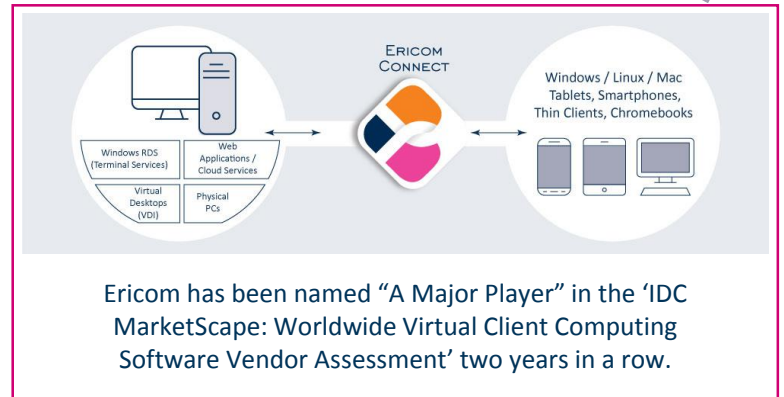 ERICOM
CONNECT
Windows RDS
(Terminal Services)
Web
Applications /
Cloud Services
Virtual
Desktops
(VDI)
Physical
PCs
Windows / Linux / Mac
Tablets, Smartphones,
Thin Clients, Chromebooks
Ericom has been named “A Major Player” in the ‘IDC
MarketScape: Worldwide Virtual Client Computing
Software Vendor Assessment’ two years in a row.